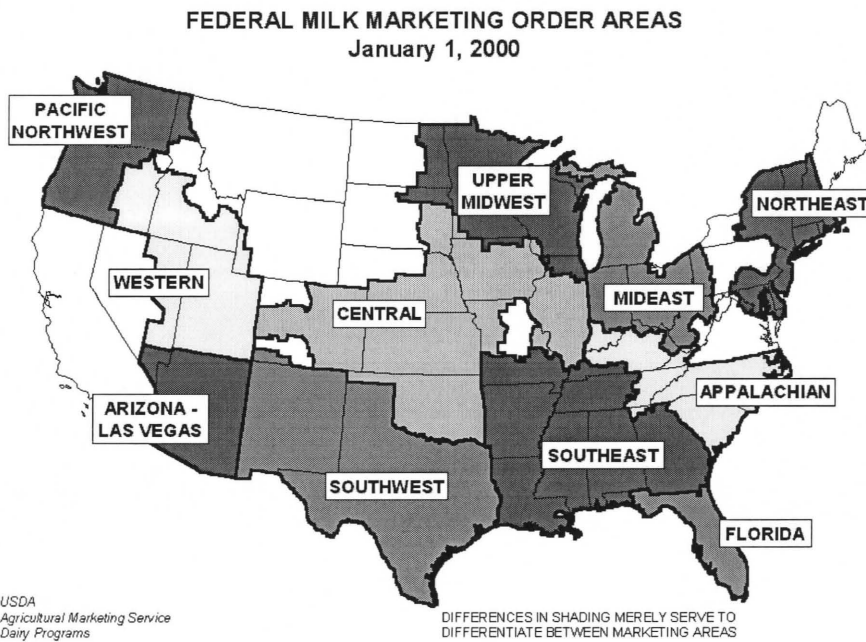 FEDERAL MILK MARKETING ORDER AREAS
January 1, 2000
PACIFIC
NORTHWEST
UPPER
MIDWEST
NORTHEAST
WESTERN
CENTRAL
MIDEAST
APPALACHIAN
ARIZONA -
LAS VEGAS
SOUTHWEST
SOUTHEAST
FLORIDA
USDA
Agricultural Marketing Service
Dairy Programs
DIFFERENCES IN SHADING MERELY SERVE TO
DIFFERENTIATE BETWEEN MARKETING AREAS